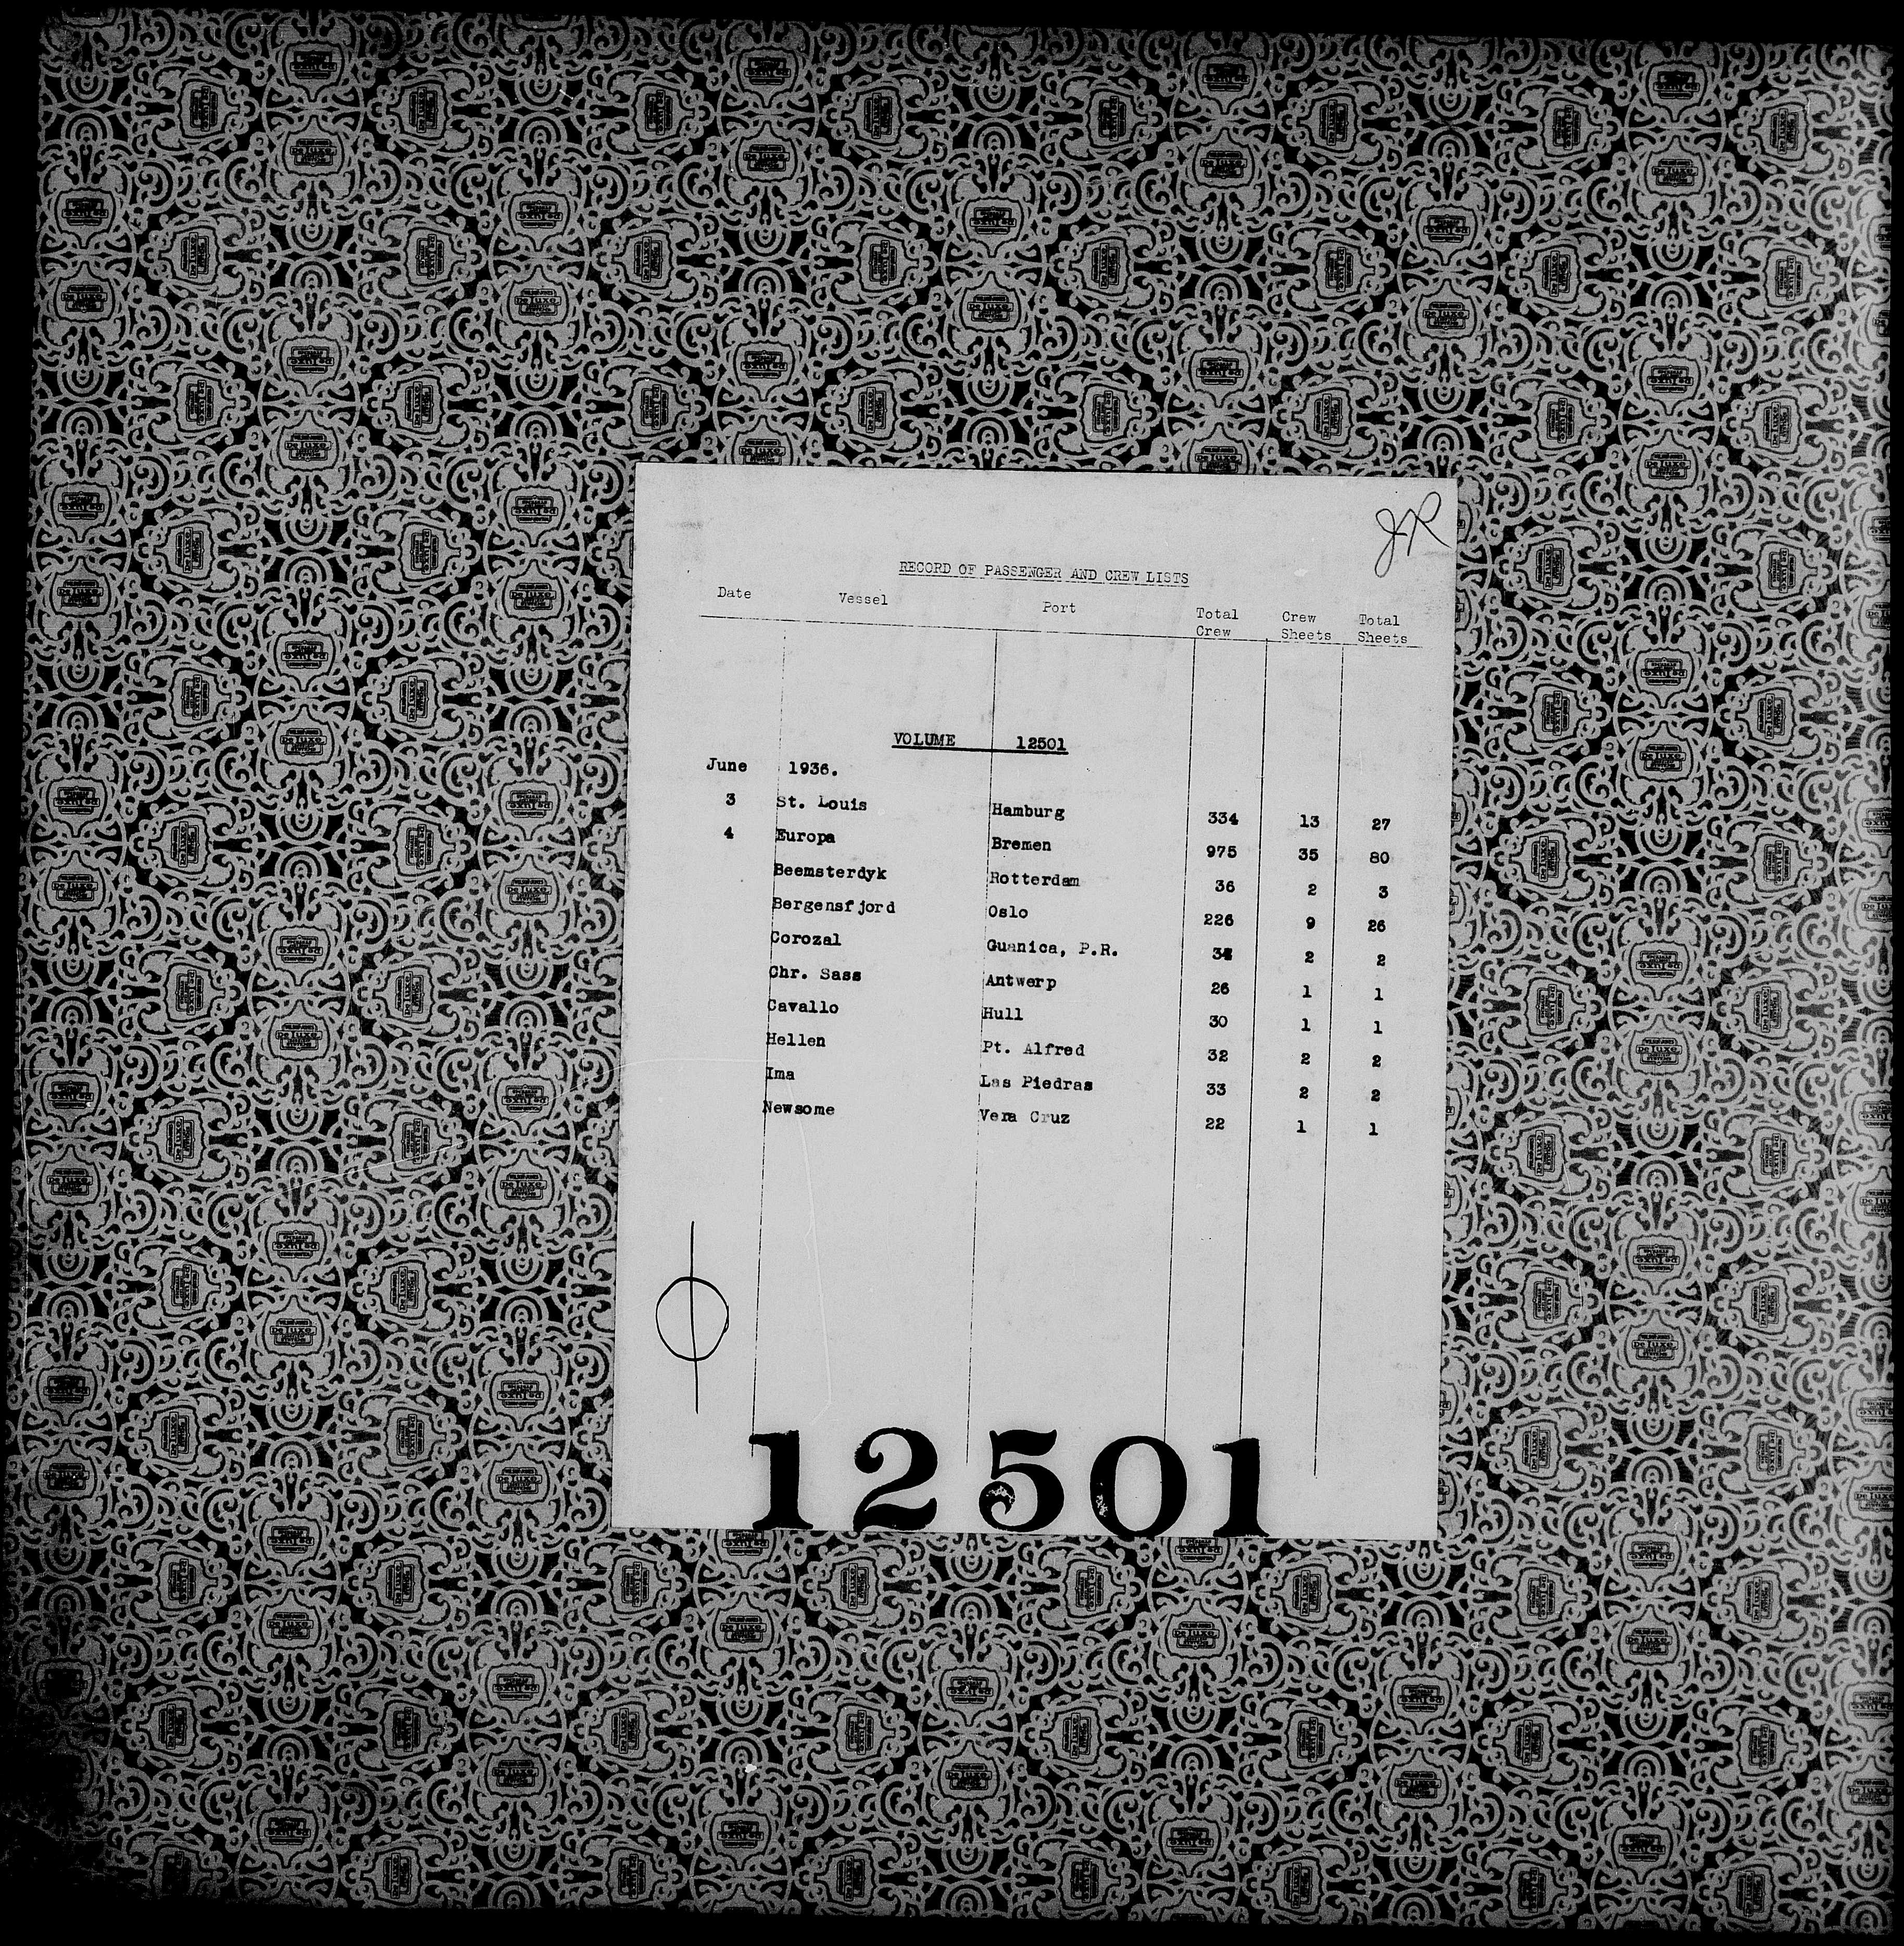 JR
RECORD OF PASSENGER AND CREW LISTS
Date Vessel Port Total Crew Crew Sheets Total Sheets
VOLUME 12501
June 1936.
3 St. Louis Hamburg 334 13 27
4 Europa Bremen 975 35 80
Beemsterdyk Rotterdam 36 2 3
Bergensfjord Oslo 226 9 26
Corozal Guanica, P.R. 2 2
Chr. Sass Antwerp 26 1 1
Cavallo Hull 30 1 1
Hellen Pt. Alfred 32 2 2
Ima Las Piedras 33 2 2
Newsome Vera Cruz 22 1 1
12501
De Luxe